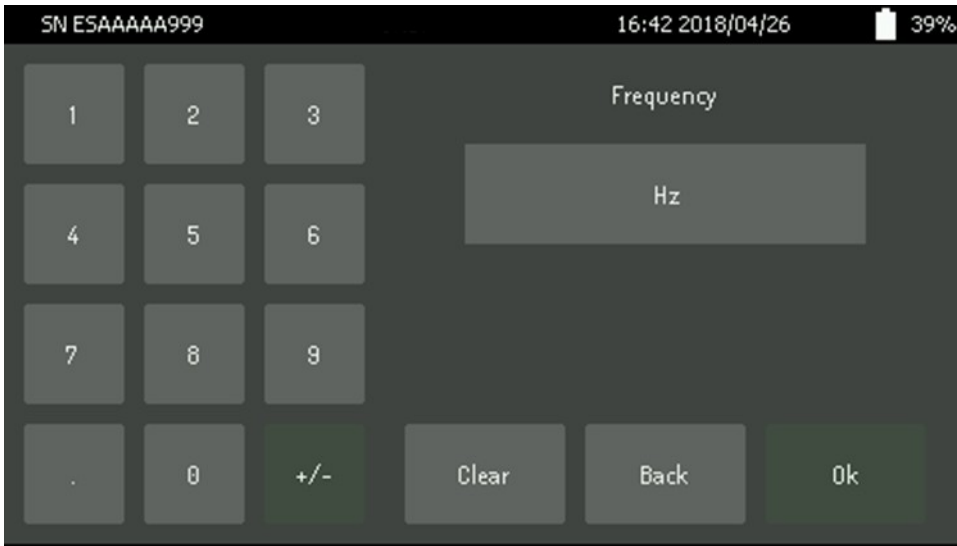 SN ESAAAAA999 16:42 2018/04/26 39%
1 2 3
Frequency
Hz
4 5 6
7 8 9
. 0 +/- Clear Back Ok